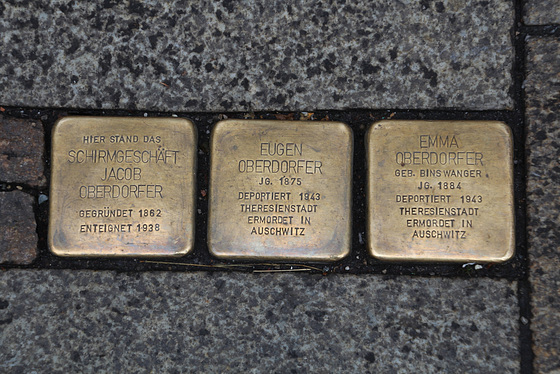 HIER STAND DAS
SCHIRMGESCHÄFT
JACOB
OBERDORFER
GEGRÜNDET 1862
ENTEIGNET 1938
EUGEN
OBERDORFER
JG. 1875
DEPORTIERT 1943
THERESIENSTADT
ERMORDET IN
AUSCHWITZ
EMMA
OBERDORFER
GEB. BINSWANGER
JG. 1884
DEPORTIERT 1943
THERESIENSTADT
ERMORDET IN
AUSCHWITZ